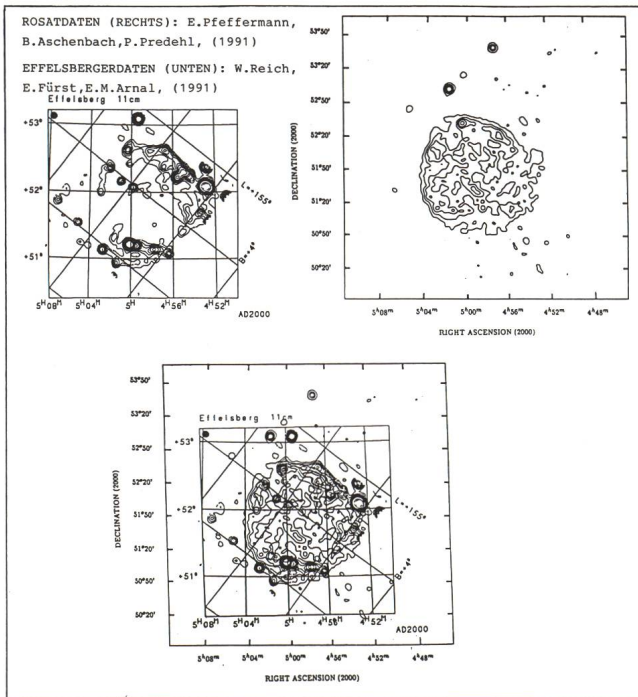 ROSATDATEN (RECHTS): E.Pfeffermann,
B.Aschenbach,P.Predehl, (1991)
EFFELSBERGERDATEN (UNTEN): W.Reich,
E.Fürst,E.M.Arnal, (1991)
Effelsberg 11cm
+53°
+52°
+51°
L=-155°
B=-4°
5ᴴ08ᴹ 5ᴴ04ᴹ 5ᴴ 4ᴴ56ᴹ 4ᴴ52ᴹ
AD2000
53°50'
53°20'
52°50'
52°20'
51°50'
51°20'
50°50'
50°20'
DECLINATION (2000)
5ʰ08ᵐ 5ʰ04ᵐ 5ʰ00ᵐ 4ʰ56ᵐ 4ʰ52ᵐ 4ʰ48ᵐ
RIGHT ASCENSION (2000)
53°50'
53°20'
52°50'
52°20'
51°50'
51°20'
50°50'
50°20'
DECLINATION (2000)
Effelsberg 11cm
+53°
+52°
+51°
L=-155°
B=-4°
5ᴴ08ᴹ 5ᴴ04ᴹ 5ᴴ 4ᴴ56ᴹ 4ᴴ52ᴹ
AD2000
5ʰ08ᵐ 5ʰ04ᵐ 5ʰ00ᵐ 4ʰ56ᵐ 4ʰ52ᵐ 4ʰ48ᵐ
RIGHT ASCENSION (2000)